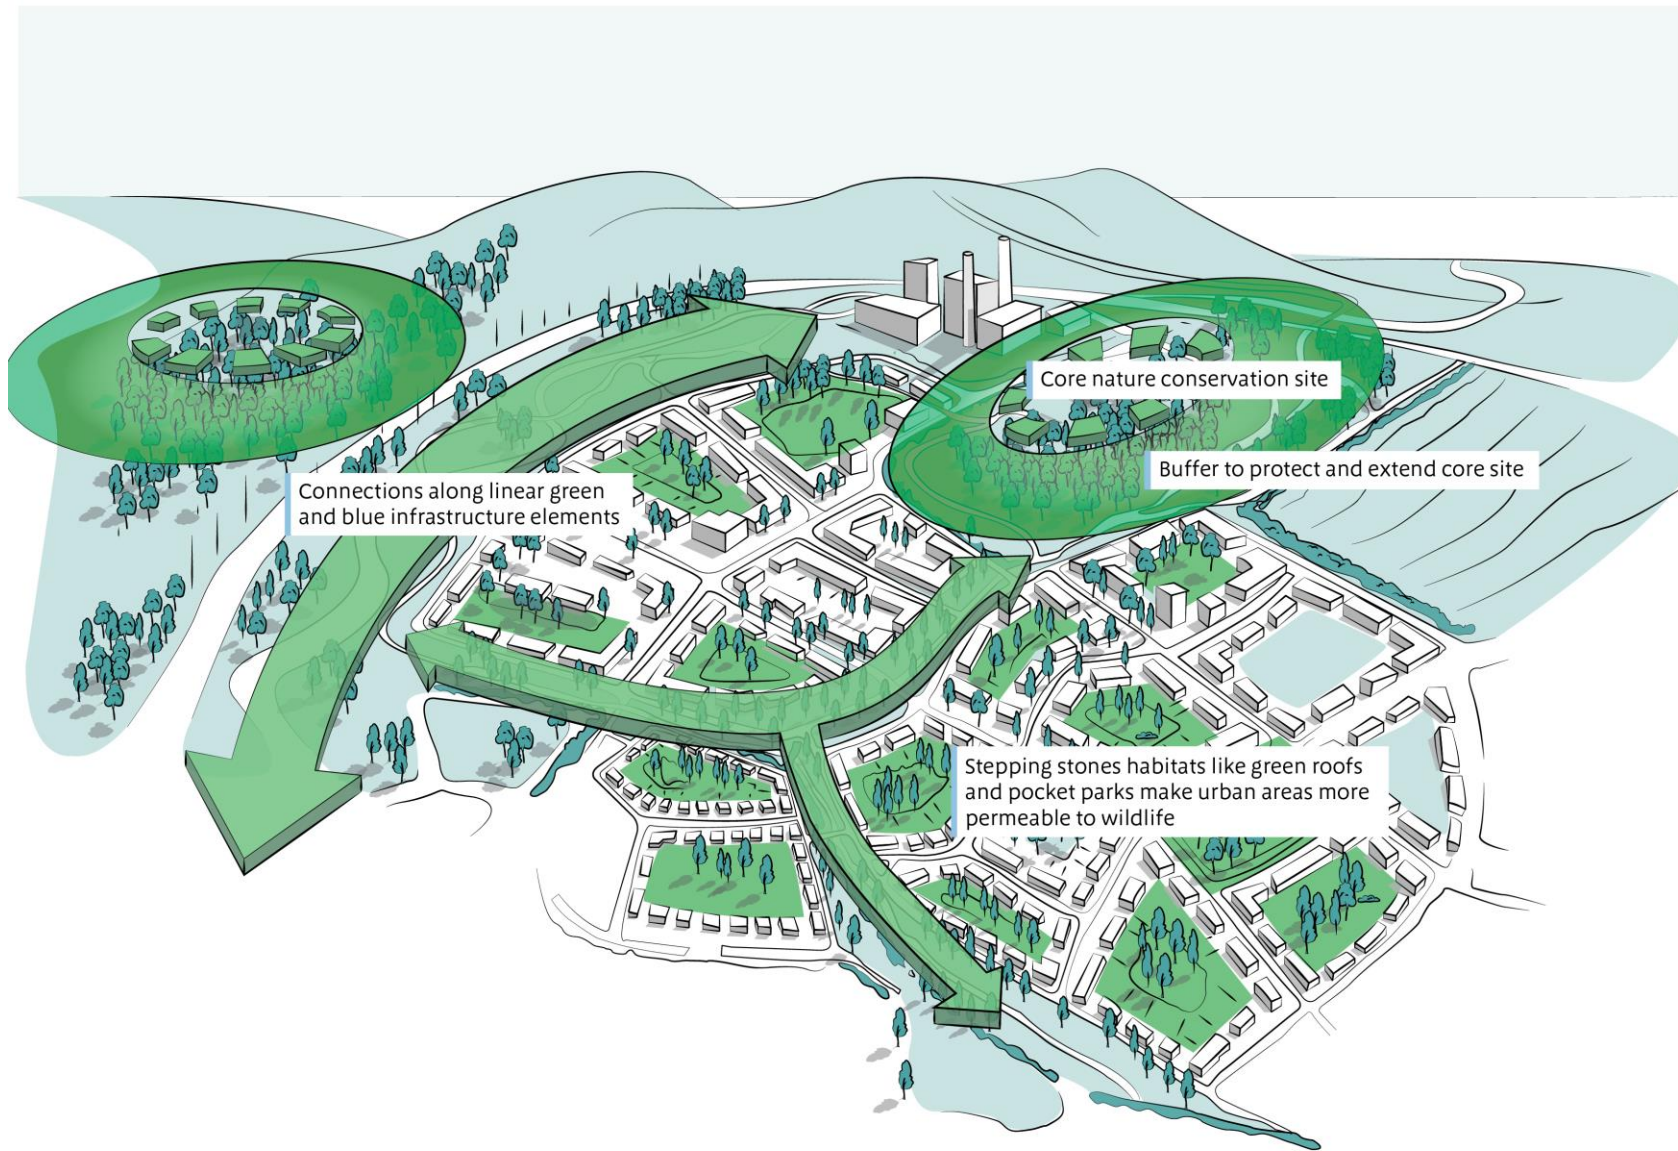 Core nature conservation site
Buffer to protect and extend core site
Connections along linear green
and blue infrastructure elements
Stepping stones habitats like green roofs
and pocket parks make urban areas more
permeable to wildlife